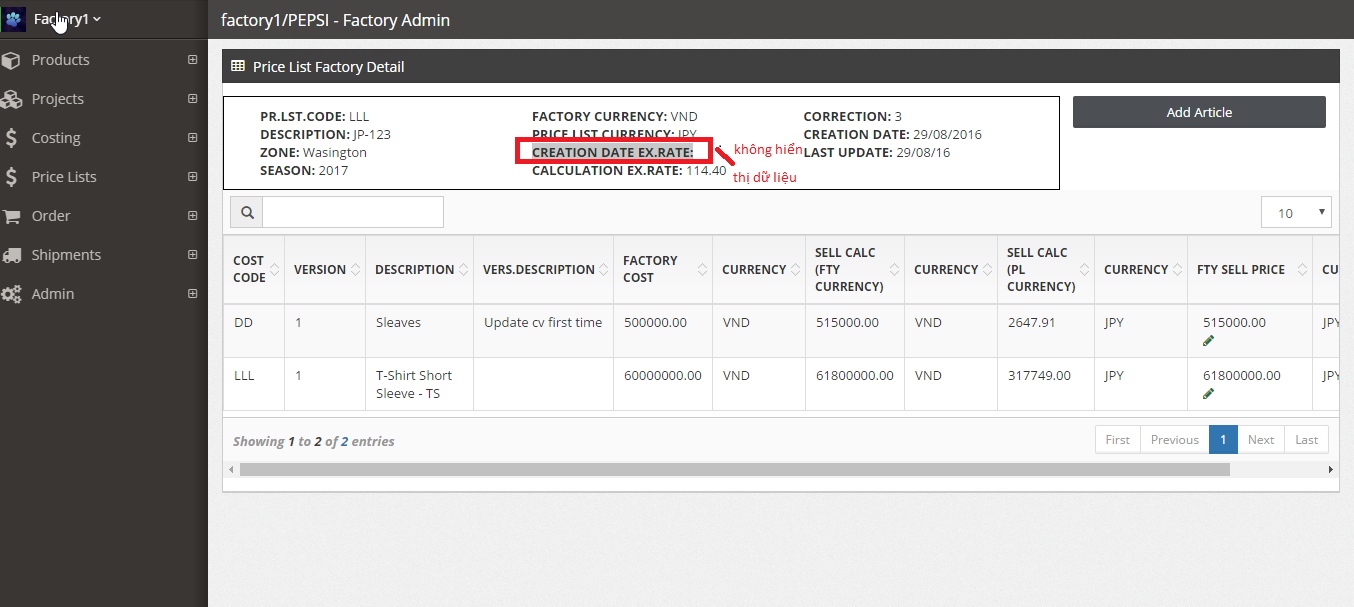 Factory1
factory1/PEPSI - Factory Admin
Products
Projects
Costing
Price Lists
Order
Shipments
Admin
Price List Factory Detail
PR.LST.CODE: LLL
DESCRIPTION: JP-123
ZONE: Wasington
SEASON: 2017
FACTORY CURRENCY: VND
PRICE LIST CURRENCY: JPY
CREATION DATE EX.RATE:
CALCULATION EX.RATE: 114.40
không hiển
thị dữ liệu
CORRECTION: 3
CREATION DATE: 29/08/2016
LAST UPDATE: 29/08/16
Add Article
10
COST CODE VERSION DESCRIPTION VERS.DESCRIPTION FACTORY COST CURRENCY SELL CALC (FTY CURRENCY) CURRENCY SELL CALC (PL CURRENCY) CURRENCY FTY SELL PRICE CU
DD 1 Sleaves Update cv first time 500000.00 VND 515000.00 VND 2647.91 JPY 515000.00 JPY
LLL 1 T-Shirt Short Sleeve - TS 60000000.00 VND 61800000.00 VND 317749.00 JPY 61800000.00 JPY
Showing 1 to 2 of 2 entries
First Previous 1 Next Last